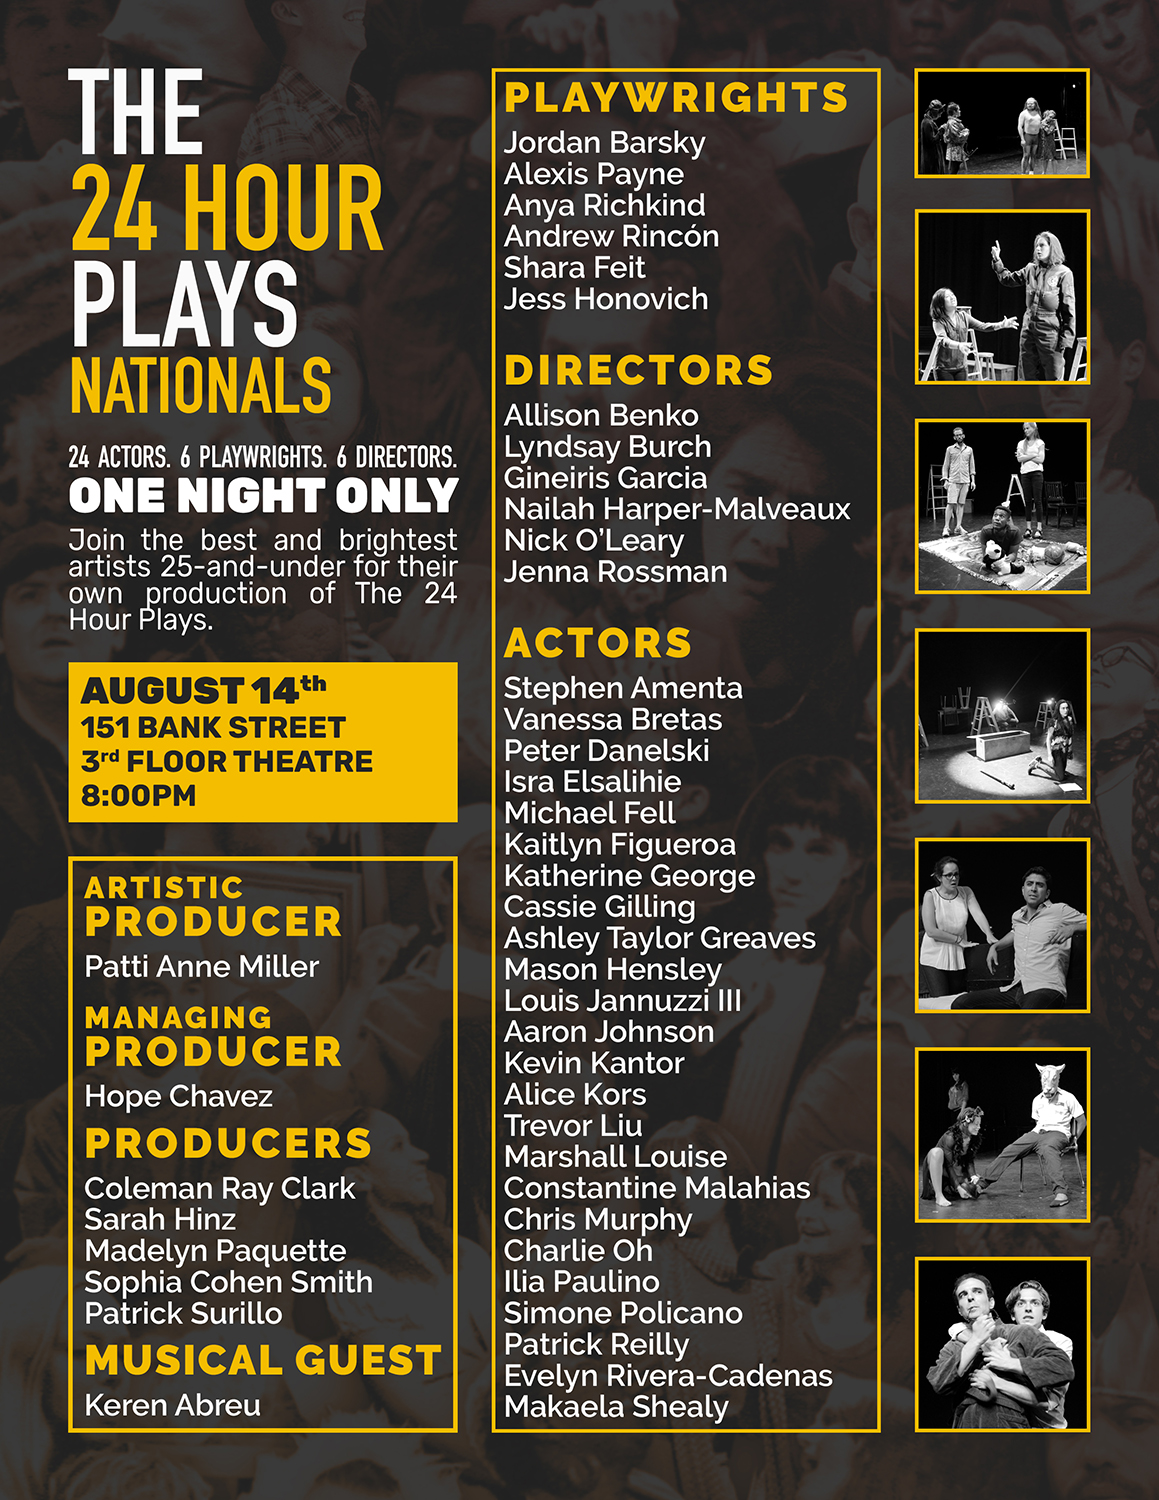 THE
24 HOUR
PLAYS
NATIONALS
24 ACTORS. 6 PLAYWRIGHTS. 6 DIRECTORS.
ONE NIGHT ONLY
Join the best and brightest
artists 25-and-under for their
own production of The 24
Hour Plays.
AUGUST 14th
151 BANK STREET
3rd FLOOR THEATRE
8:00PM
ARTISTIC
PRODUCER
Patti Anne Miller
MANAGING
PRODUCER
Hope Chavez
PRODUCERS
Coleman Ray Clark
Sarah Hinz
Madelyn Paquette
Sophia Cohen Smith
Patrick Surillo
MUSICAL GUEST
Keren Abreu
PLAYWRIGHTS
Jordan Barsky
Alexis Payne
Anya Richkind
Andrew Rincón
Shara Feit
Jess Honovich
DIRECTORS
Allison Benko
Lyndsay Burch
Gineiris Garcia
Nailah Harper-Malveaux
Nick O'Leary
Jenna Rossman
ACTORS
Stephen Amenta
Vanessa Bretas
Peter Danelski
Isra Elsalihie
Michael Fell
Kaitlyn Figueroa
Katherine George
Cassie Gilling
Ashley Taylor Greaves
Mason Hensley
Louis Jannuzzi III
Aaron Johnson
Kevin Kantor
Alice Kors
Trevor Liu
Marshall Louise
Constantine Malahias
Chris Murphy
Charlie Oh
Ilia Paulino
Simone Policano
Patrick Reilly
Evelyn Rivera-Cadenas
Makaela Shealy